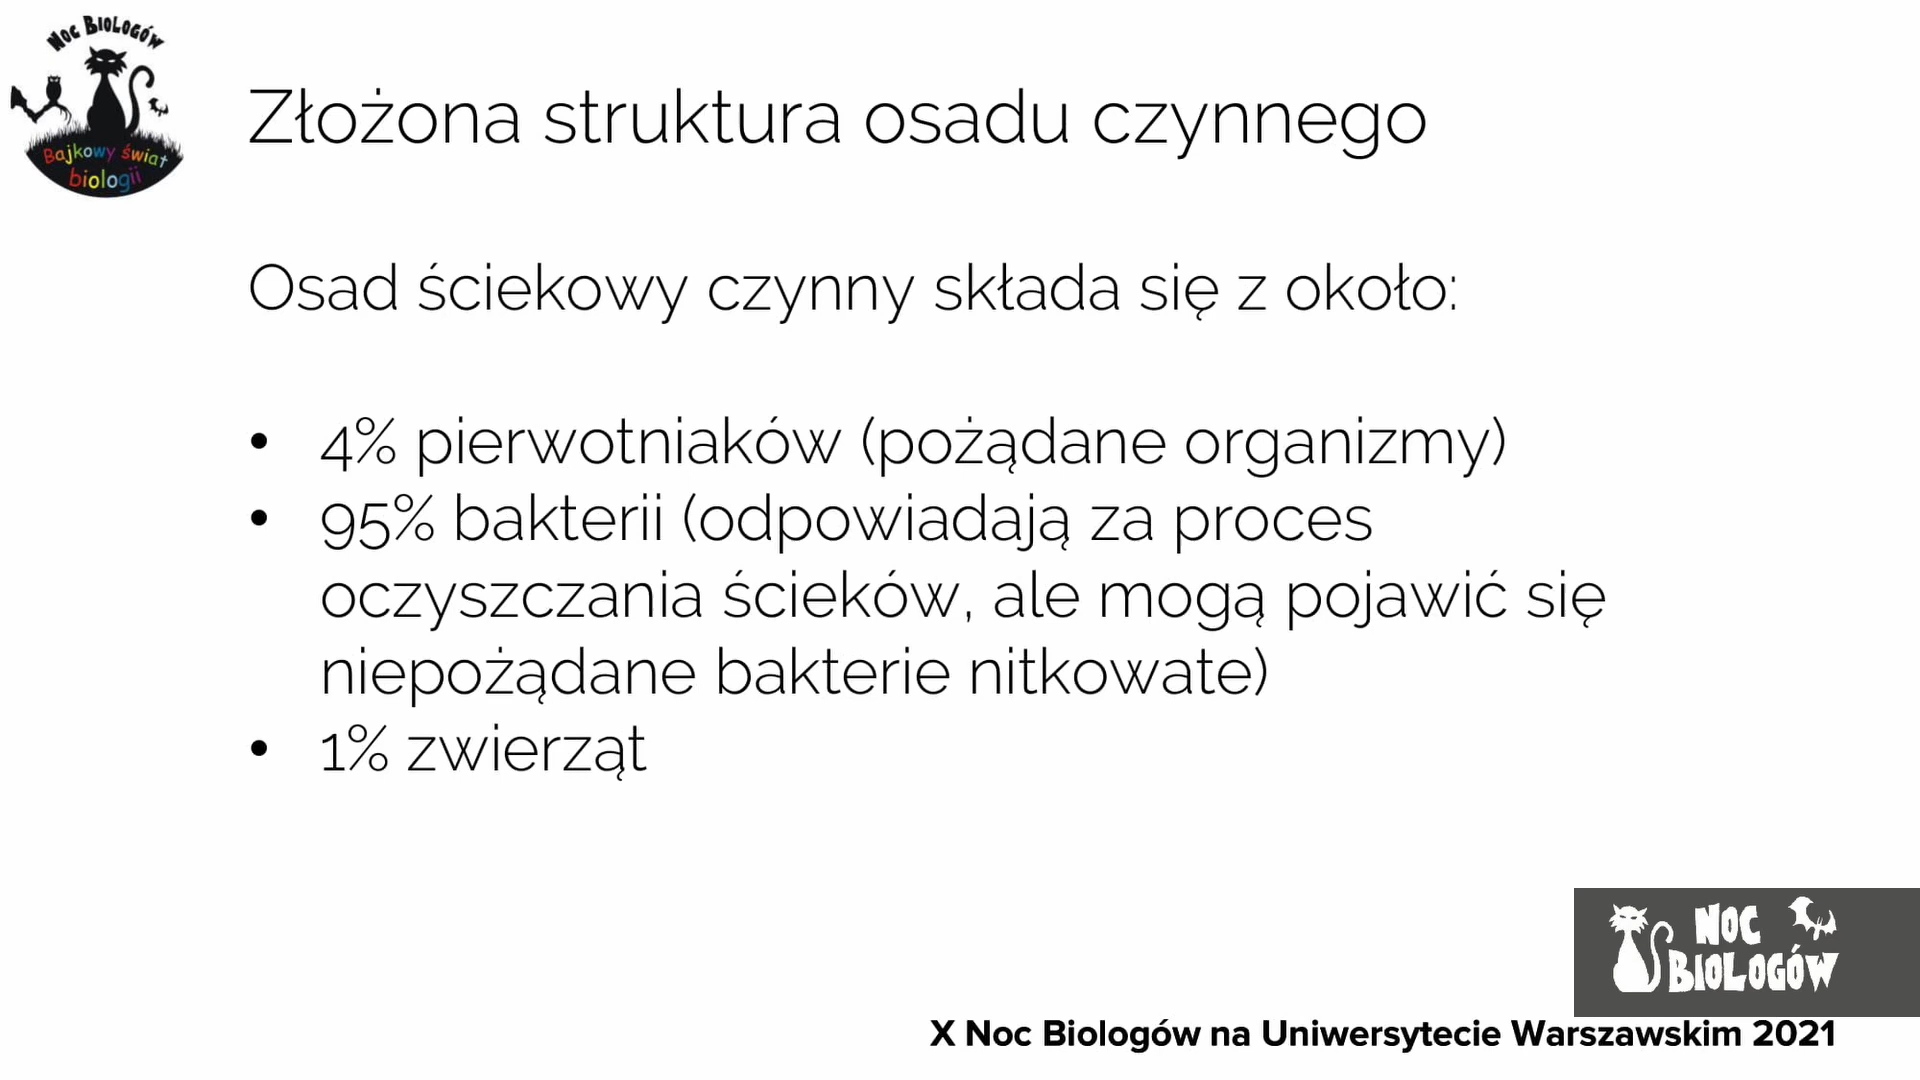 Noc Biologów
Bajkowy świat
biologii
Złożona struktura osadu czynnego
Osad ściekowy czynny składa się z około:
• 4% pierwotniaków (pożądane organizmy)
• 95% bakterii (odpowiadają za proces
oczyszczania ścieków, ale mogą pojawić się
niepożądane bakterie nitkowate)
• 1% zwierząt
NOC
BIOLOGÓW
X Noc Biologów na Uniwersytecie Warszawskim 2021